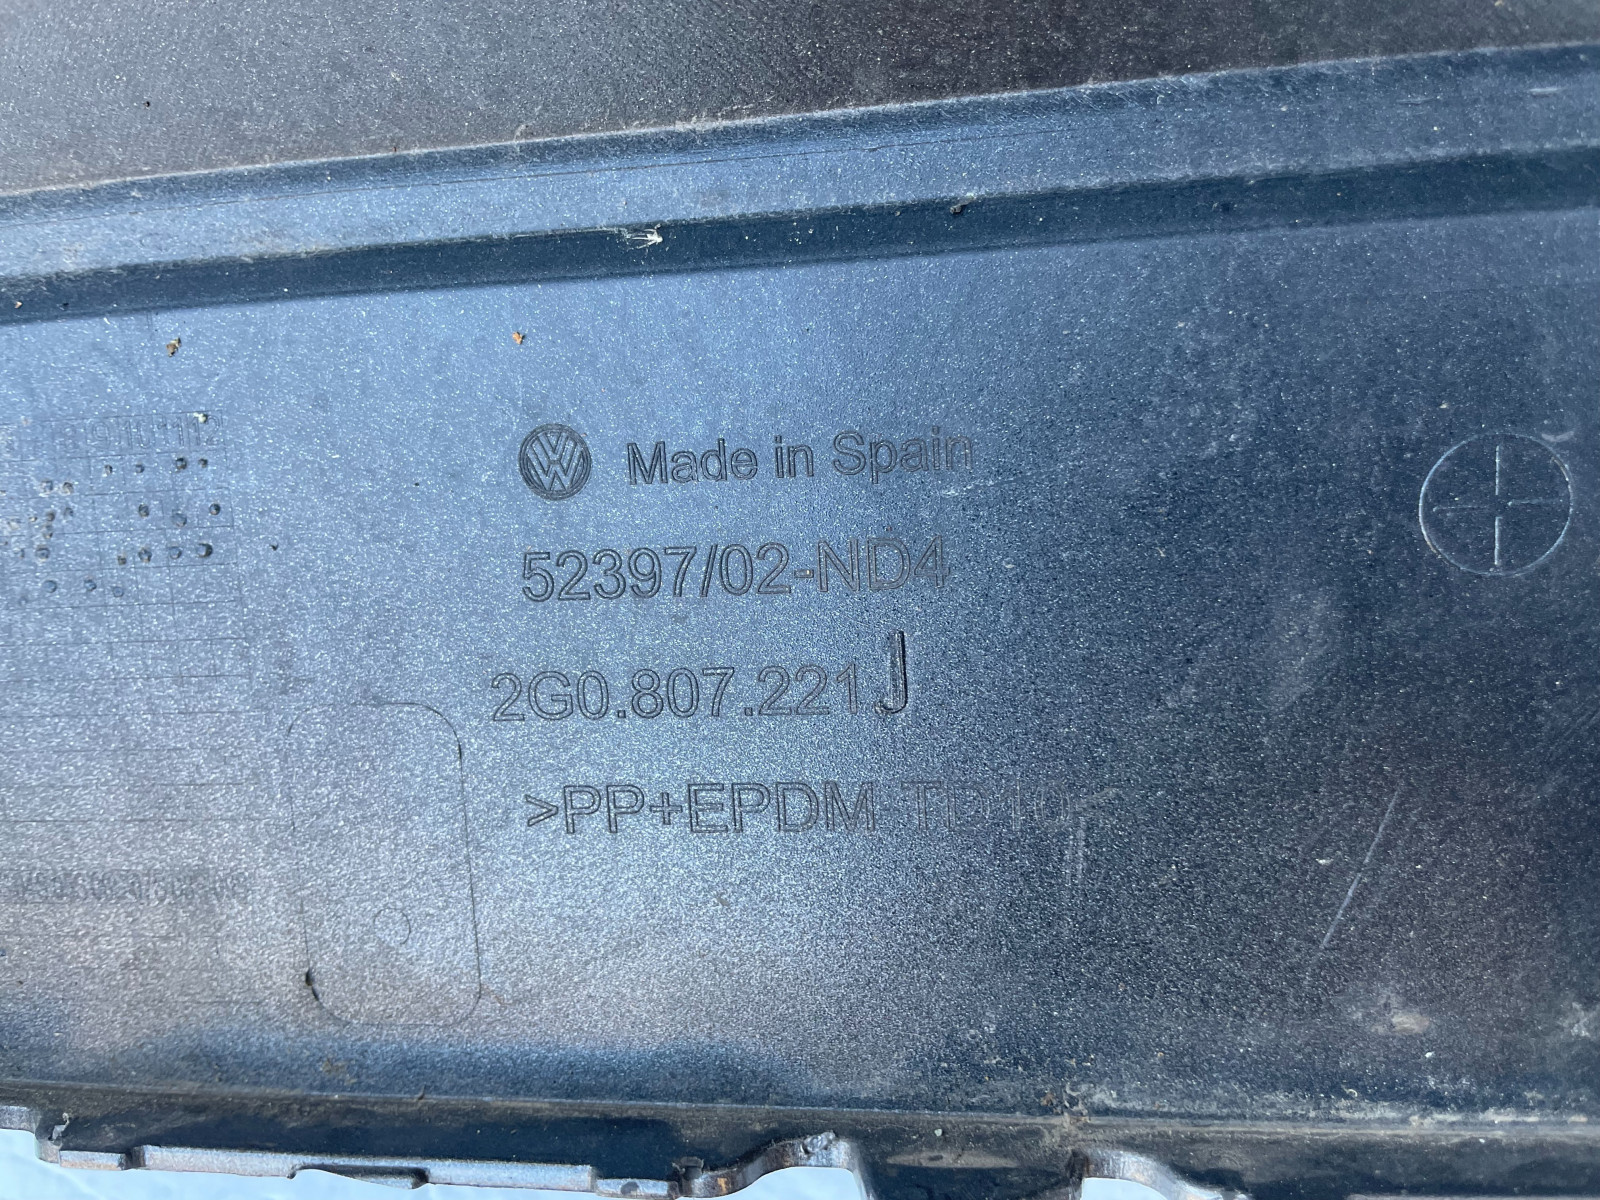 Made in Spain
52397/02-ND4
2G0.807.221 J
>PP+EPDM-TD10<